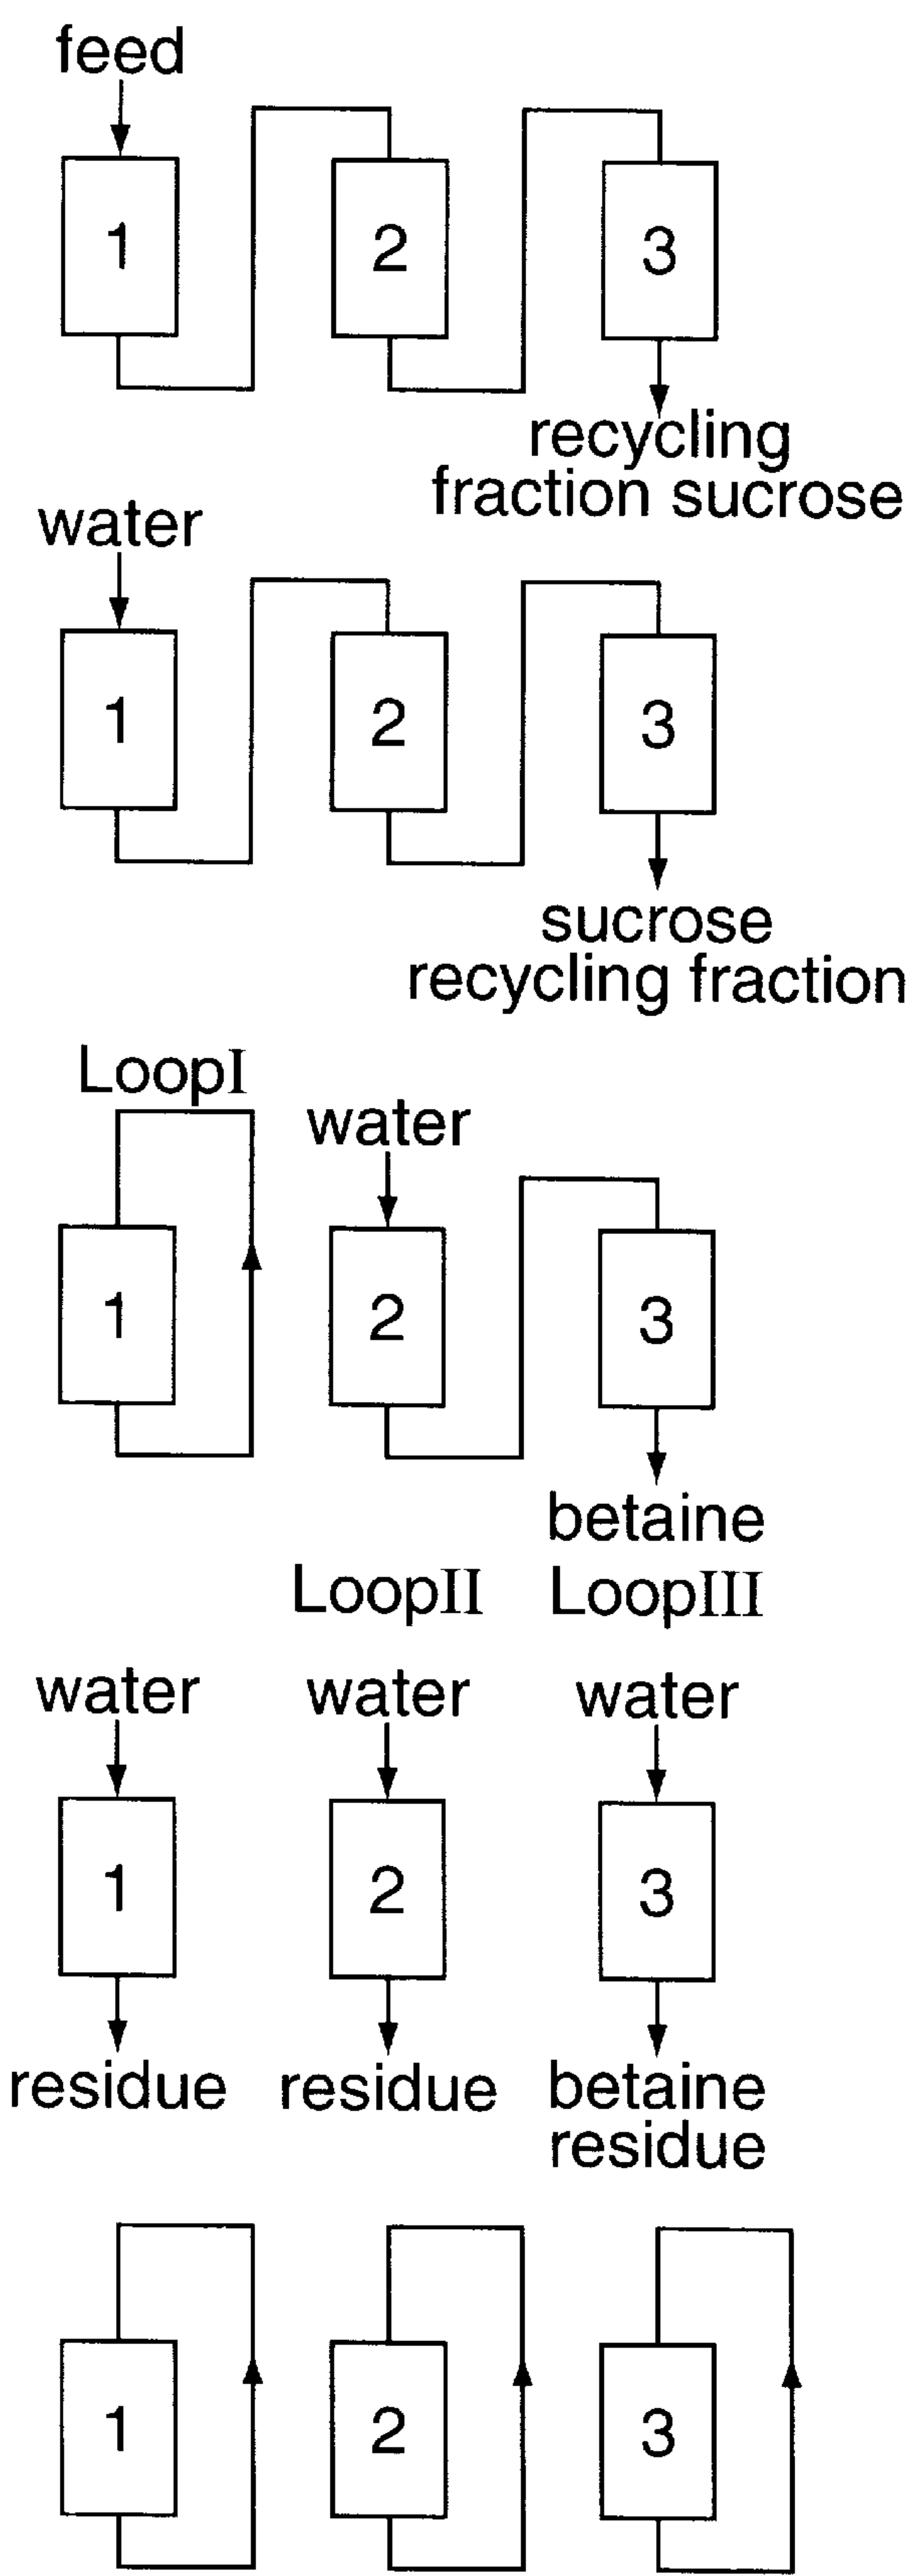 feed
1 2 3
recycling
fraction sucrose
water
1 2 3
sucrose
recycling fraction
LoopI
water
1 2 3
betaine
LoopII LoopIII
water water water
1 2 3
residue residue betaine
residue
1 2 3